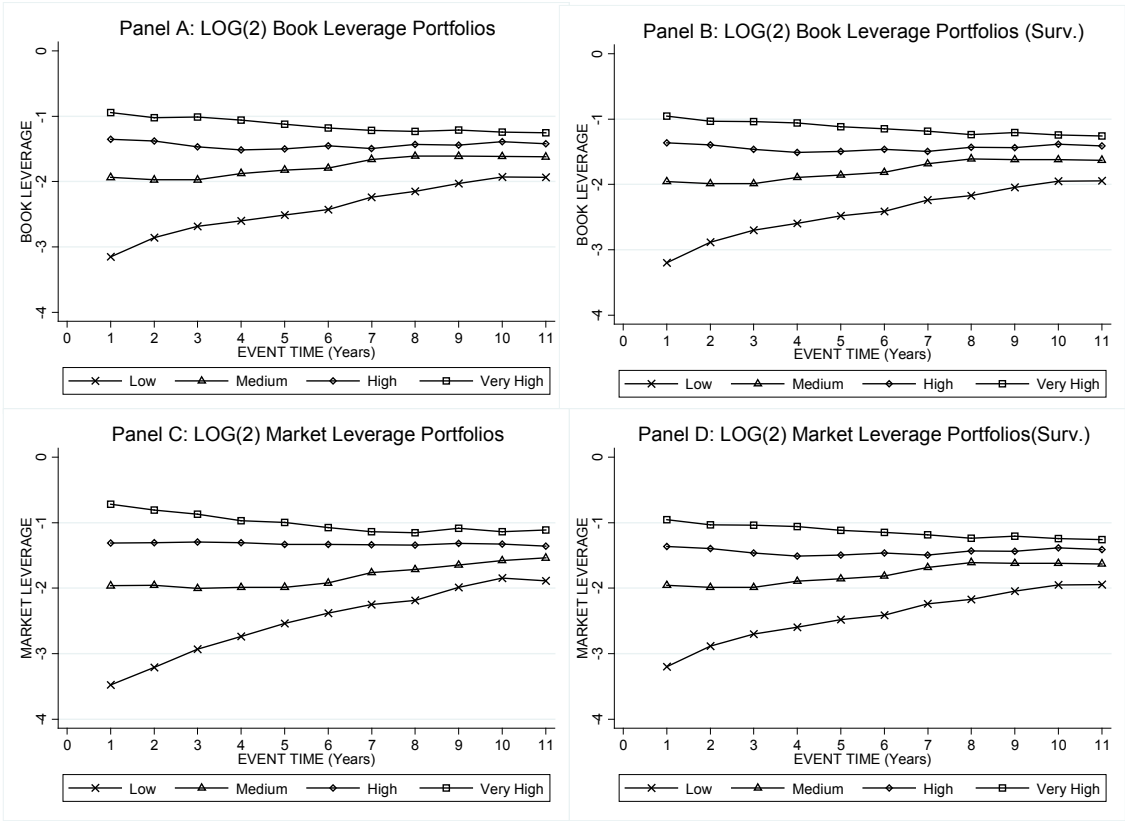 Panel A: LOG(2) Book Leverage Portfolios
BOOK LEVERAGE
0
-1
-2
-3
-4
0 1 2 3 4 5 6 7 8 9 10 11
EVENT TIME (Years)
Low Medium High Very High
Panel B: LOG(2) Book Leverage Portfolios (Surv.)
BOOK LEVERAGE
0
-1
-2
-3
-4
0 1 2 3 4 5 6 7 8 9 10 11
EVENT TIME (Years)
Low Medium High Very High
Panel C: LOG(2) Market Leverage Portfolios
MARKET LEVERAGE
0
-1
-2
-3
-4
0 1 2 3 4 5 6 7 8 9 10 11
EVENT TIME (Years)
Low Medium High Very High
Panel D: LOG(2) Market Leverage Portfolios(Surv.)
MARKET LEVERAGE
0
-1
-2
-3
-4
0 1 2 3 4 5 6 7 8 9 10 11
EVENT TIME (Years)
Low Medium High Very High